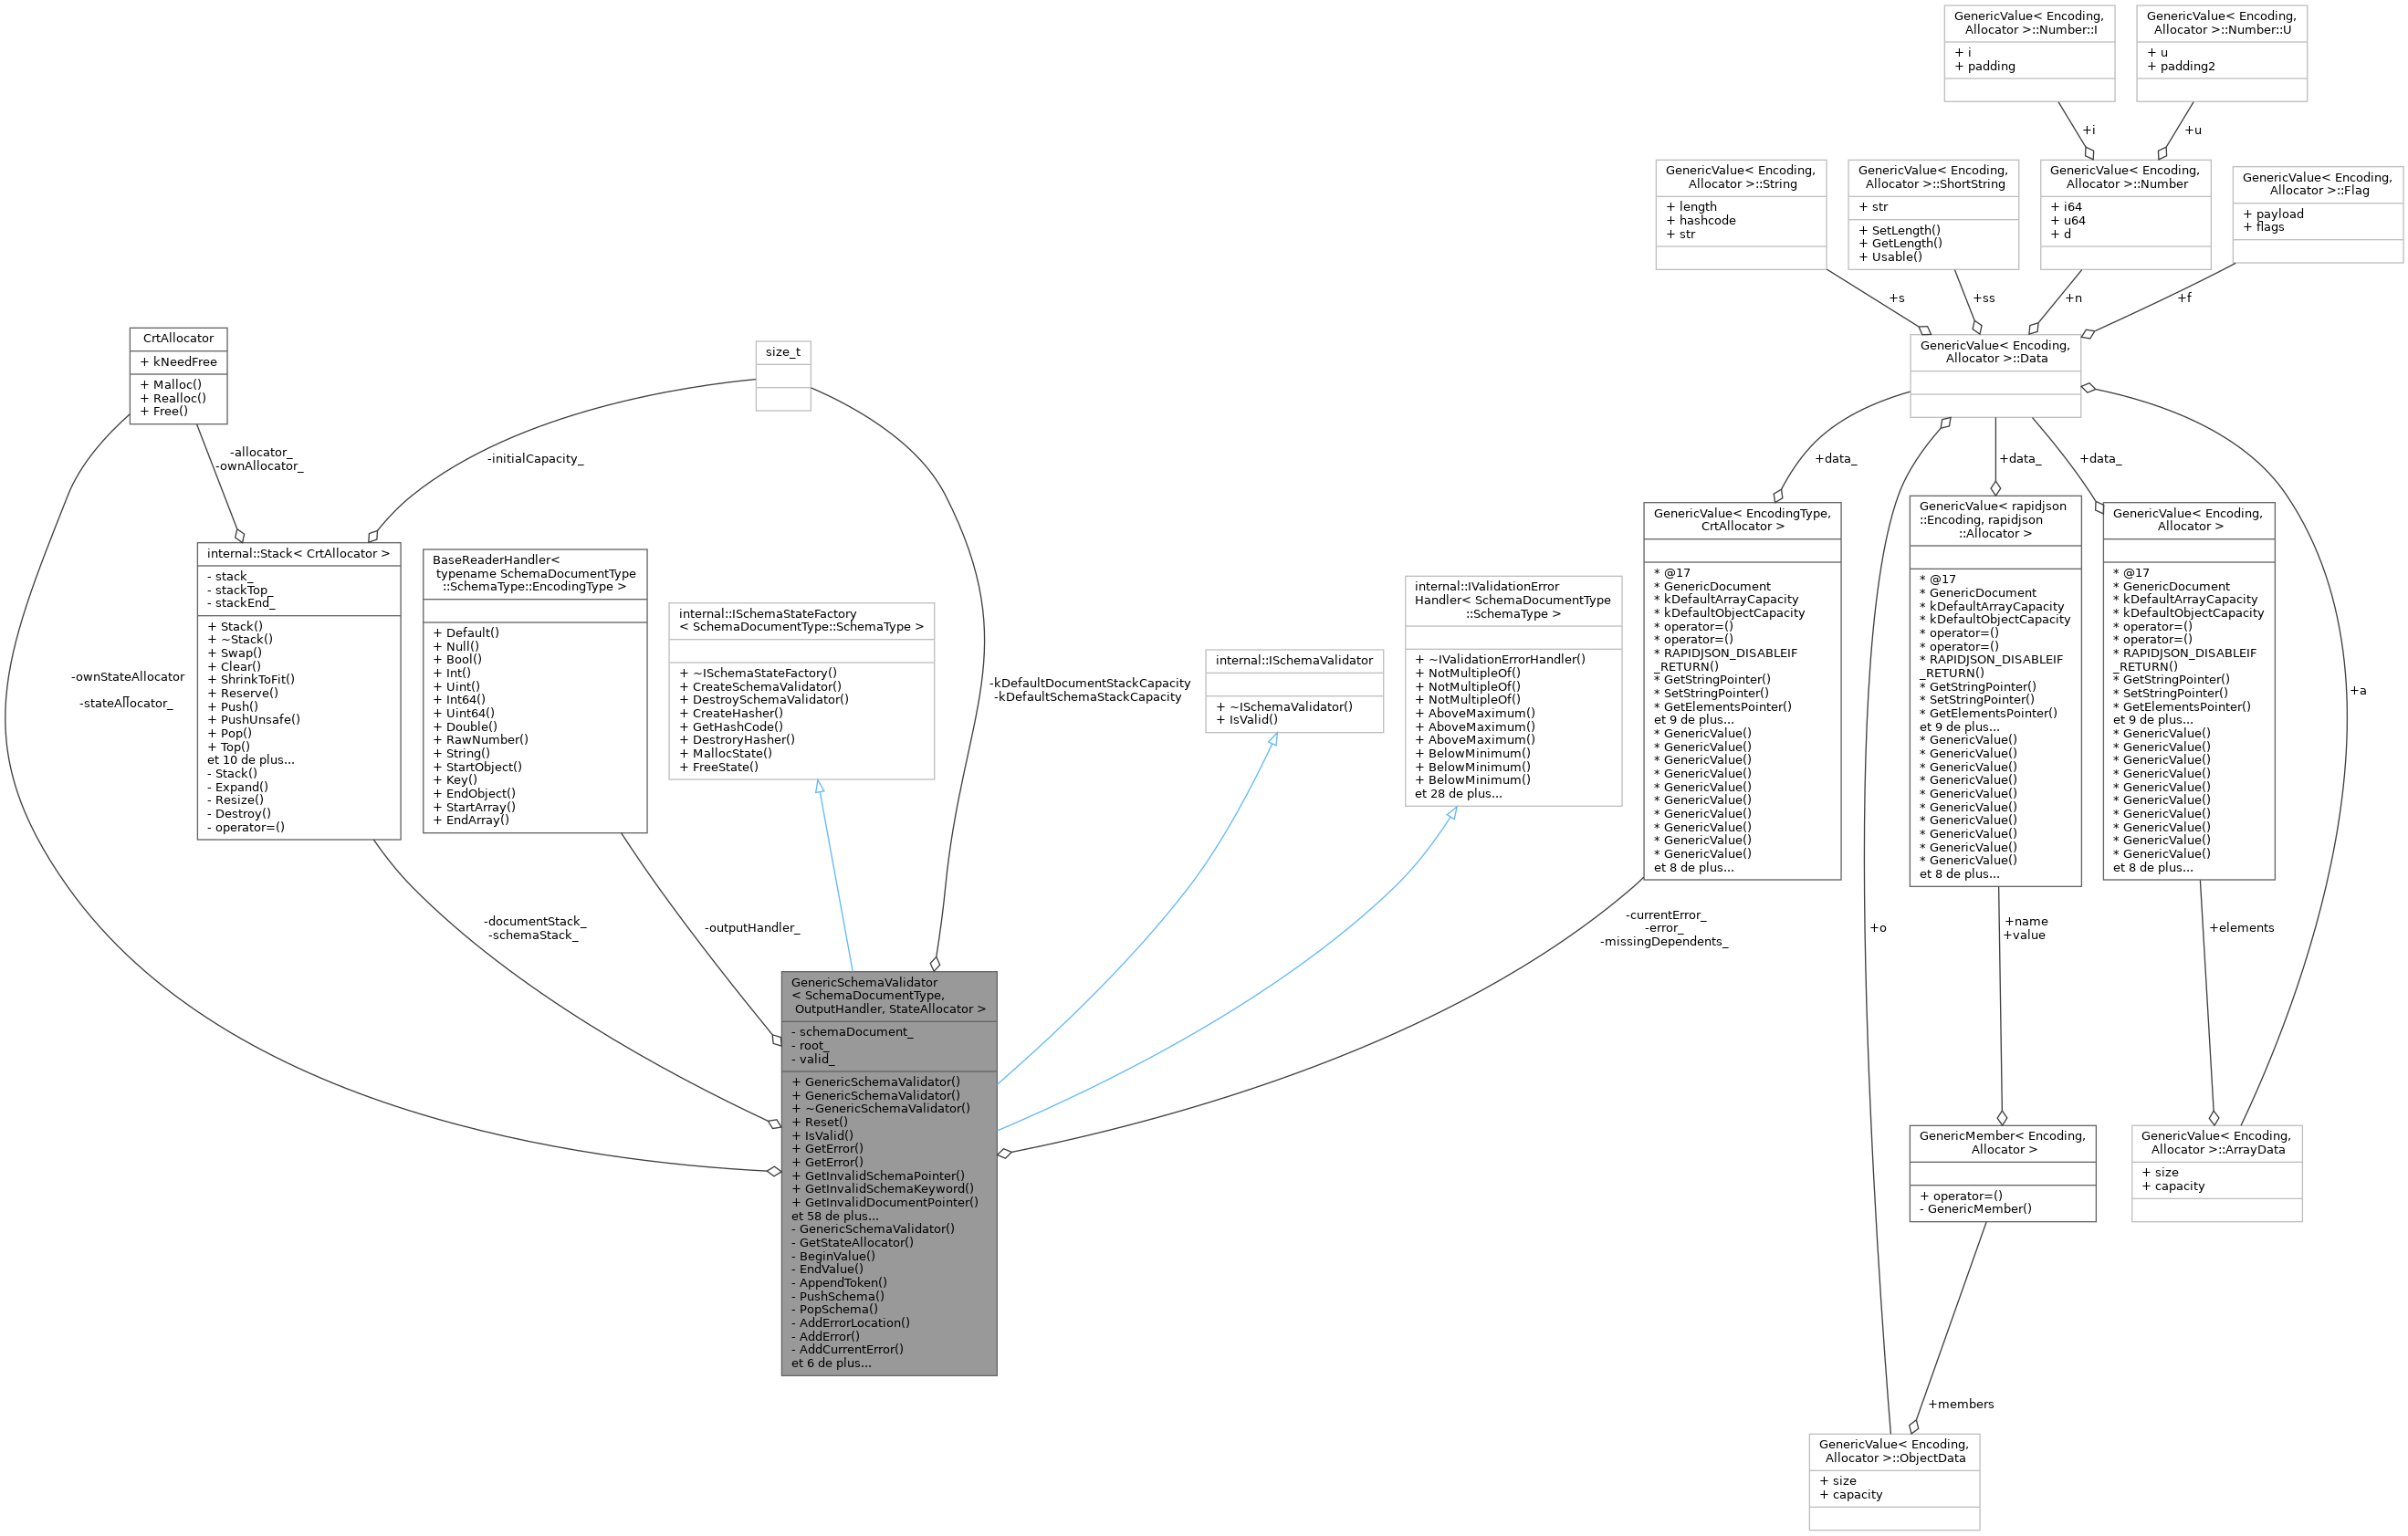 GenericValue< Encoding,
Allocator >::Number::I
+ i
+ padding
GenericValue< Encoding,
Allocator >::Number::U
+ u
+ padding2
+i
+u
GenericValue< Encoding,
Allocator >::String
+ length
+ hashcode
+ str
GenericValue< Encoding,
Allocator >::ShortString
+ str
+ SetLength()
+ GetLength()
+ Usable()
GenericValue< Encoding,
Allocator >::Number
+ i64
+ u64
+ d
GenericValue< Encoding,
Allocator >::Flag
+ payload
+ flags
+s
+ss
+n
+f
CrtAllocator
+ kNeedFree
+ Malloc()
+ Realloc()
+ Free()
size_t
GenericValue< Encoding,
Allocator >::Data
-allocator_
-ownAllocator_
-initialCapacity_
+data_
+data_
+data_
internal::Stack< CrtAllocator >
- stack_
- stackTop_
- stackEnd_
+ Stack()
+ ~Stack()
+ Swap()
+ Clear()
+ ShrinkToFit()
+ Reserve()
+ Push()
+ PushUnsafe()
+ Pop()
+ Top()
et 10 de plus...
- Stack()
- Expand()
- Resize()
- Destroy()
- operator=()
BaseReaderHandler<
typename SchemaDocumentType
::SchemaType::EncodingType >
+ Default()
+ Null()
+ Bool()
+ Int()
+ Uint()
+ Int64()
+ Uint64()
+ Double()
+ RawNumber()
+ String()
+ StartObject()
+ Key()
+ EndObject()
+ StartArray()
+ EndArray()
internal::ISchemaStateFactory
< SchemaDocumentType::SchemaType >
+ ~ISchemaStateFactory()
+ CreateSchemaValidator()
+ DestroySchemaValidator()
+ CreateHasher()
+ GetHashCode()
+ DestroryHasher()
+ MallocState()
+ FreeState()
-kDefaultDocumentStackCapacity
-kDefaultSchemaStackCapacity
internal::ISchemaValidator
+ ~ISchemaValidator()
+ IsValid()
internal::IValidationError
Handler< SchemaDocumentType
::SchemaType >
+ ~IValidationErrorHandler()
+ NotMultipleOf()
+ NotMultipleOf()
+ NotMultipleOf()
+ AboveMaximum()
+ AboveMaximum()
+ AboveMaximum()
+ BelowMinimum()
+ BelowMinimum()
+ BelowMinimum()
et 28 de plus...
GenericValue< EncodingType,
CrtAllocator >
* @17
* GenericDocument
* kDefaultArrayCapacity
* kDefaultObjectCapacity
* operator=()
* operator=()
* RAPIDJSON_DISABLEIF
_RETURN()
* GetStringPointer()
* SetStringPointer()
* GetElementsPointer()
et 9 de plus...
* GenericValue()
* GenericValue()
* GenericValue()
* GenericValue()
* GenericValue()
* GenericValue()
* GenericValue()
* GenericValue()
* GenericValue()
* GenericValue()
et 8 de plus...
GenericValue< rapidjson
::Encoding, rapidjson
::Allocator >
* @17
* GenericDocument
* kDefaultArrayCapacity
* kDefaultObjectCapacity
* operator=()
* operator=()
* RAPIDJSON_DISABLEIF
_RETURN()
* GetStringPointer()
* SetStringPointer()
* GetElementsPointer()
et 9 de plus...
* GenericValue()
* GenericValue()
* GenericValue()
* GenericValue()
* GenericValue()
* GenericValue()
* GenericValue()
* GenericValue()
* GenericValue()
* GenericValue()
et 8 de plus...
GenericValue< Encoding,
Allocator >
* @17
* GenericDocument
* kDefaultArrayCapacity
* kDefaultObjectCapacity
* operator=()
* operator=()
* RAPIDJSON_DISABLEIF
_RETURN()
* GetStringPointer()
* SetStringPointer()
* GetElementsPointer()
et 9 de plus...
* GenericValue()
* GenericValue()
* GenericValue()
* GenericValue()
* GenericValue()
* GenericValue()
* GenericValue()
* GenericValue()
* GenericValue()
* GenericValue()
et 8 de plus...
+a
-ownStateAllocator
_
-stateAllocator_
-documentStack_
-schemaStack_
-outputHandler_
-currentError_
-error_
-missingDependents_
+o
+name
+value
+elements
GenericSchemaValidator
< SchemaDocumentType,
OutputHandler, StateAllocator >
- schemaDocument_
- root_
- valid_
+ GenericSchemaValidator()
+ GenericSchemaValidator()
+ ~GenericSchemaValidator()
+ Reset()
+ IsValid()
+ GetError()
+ GetError()
+ GetInvalidSchemaPointer()
+ GetInvalidSchemaKeyword()
+ GetInvalidDocumentPointer()
et 58 de plus...
- GenericSchemaValidator()
- GetStateAllocator()
- BeginValue()
- EndValue()
- AppendToken()
- PushSchema()
- PopSchema()
- AddErrorLocation()
- AddError()
- AddCurrentError()
et 6 de plus...
GenericMember< Encoding,
Allocator >
+ operator=()
- GenericMember()
GenericValue< Encoding,
Allocator >::ArrayData
+ size
+ capacity
+members
GenericValue< Encoding,
Allocator >::ObjectData
+ size
+ capacity